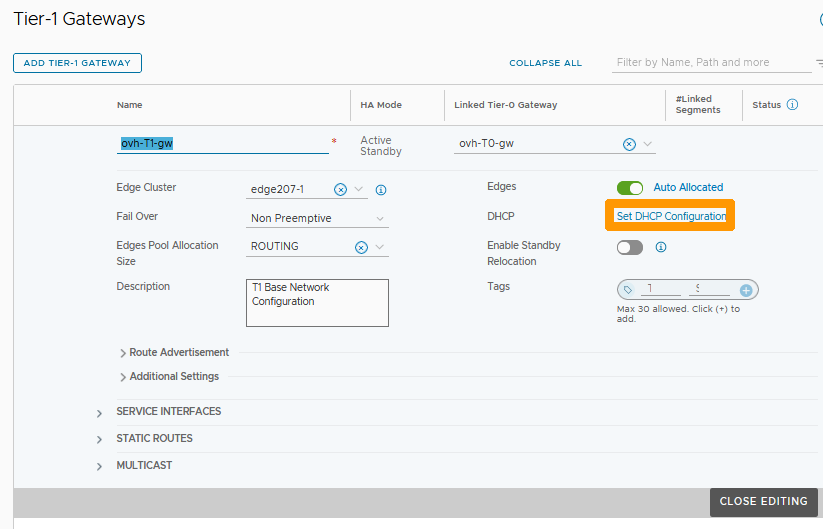 Tier-1 Gateways
ADD TIER-1 GATEWAY
COLLAPSE ALL
Filter by Name, Path and more
Name
HA Mode
Linked Tier-0 Gateway
#Linked
Segments
Status
ovh-T1-gw *
Active
Standby
ovh-T0-gw
Edge Cluster
edge207-1
Edges
Auto Allocated
Fail Over
Non Preemptive
DHCP
Set DHCP Configuration
Edges Pool Allocation
Size
ROUTING
Enable Standby
Relocation
Description
T1 Base Network
Configuration
Tags
Max 30 allowed. Click (+) to
add.
Route Advertisement
Additional Settings
SERVICE INTERFACES
STATIC ROUTES
MULTICAST
CLOSE EDITING